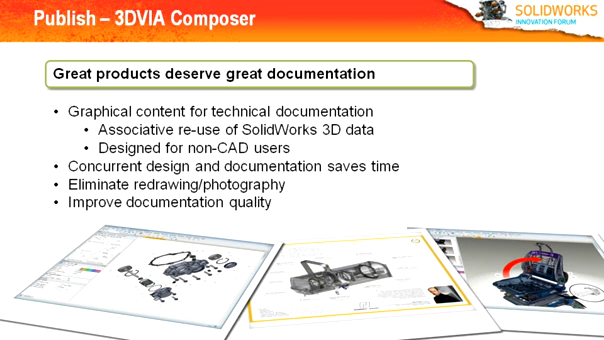 Publish – 3DVIA Composer
SOLIDWORKS
INNOVATION FORUM
Great products deserve great documentation
• Graphical content for technical documentation
• Associative re-use of SolidWorks 3D data
• Designed for non-CAD users
• Concurrent design and documentation saves time
• Eliminate redrawing/photography
• Improve documentation quality